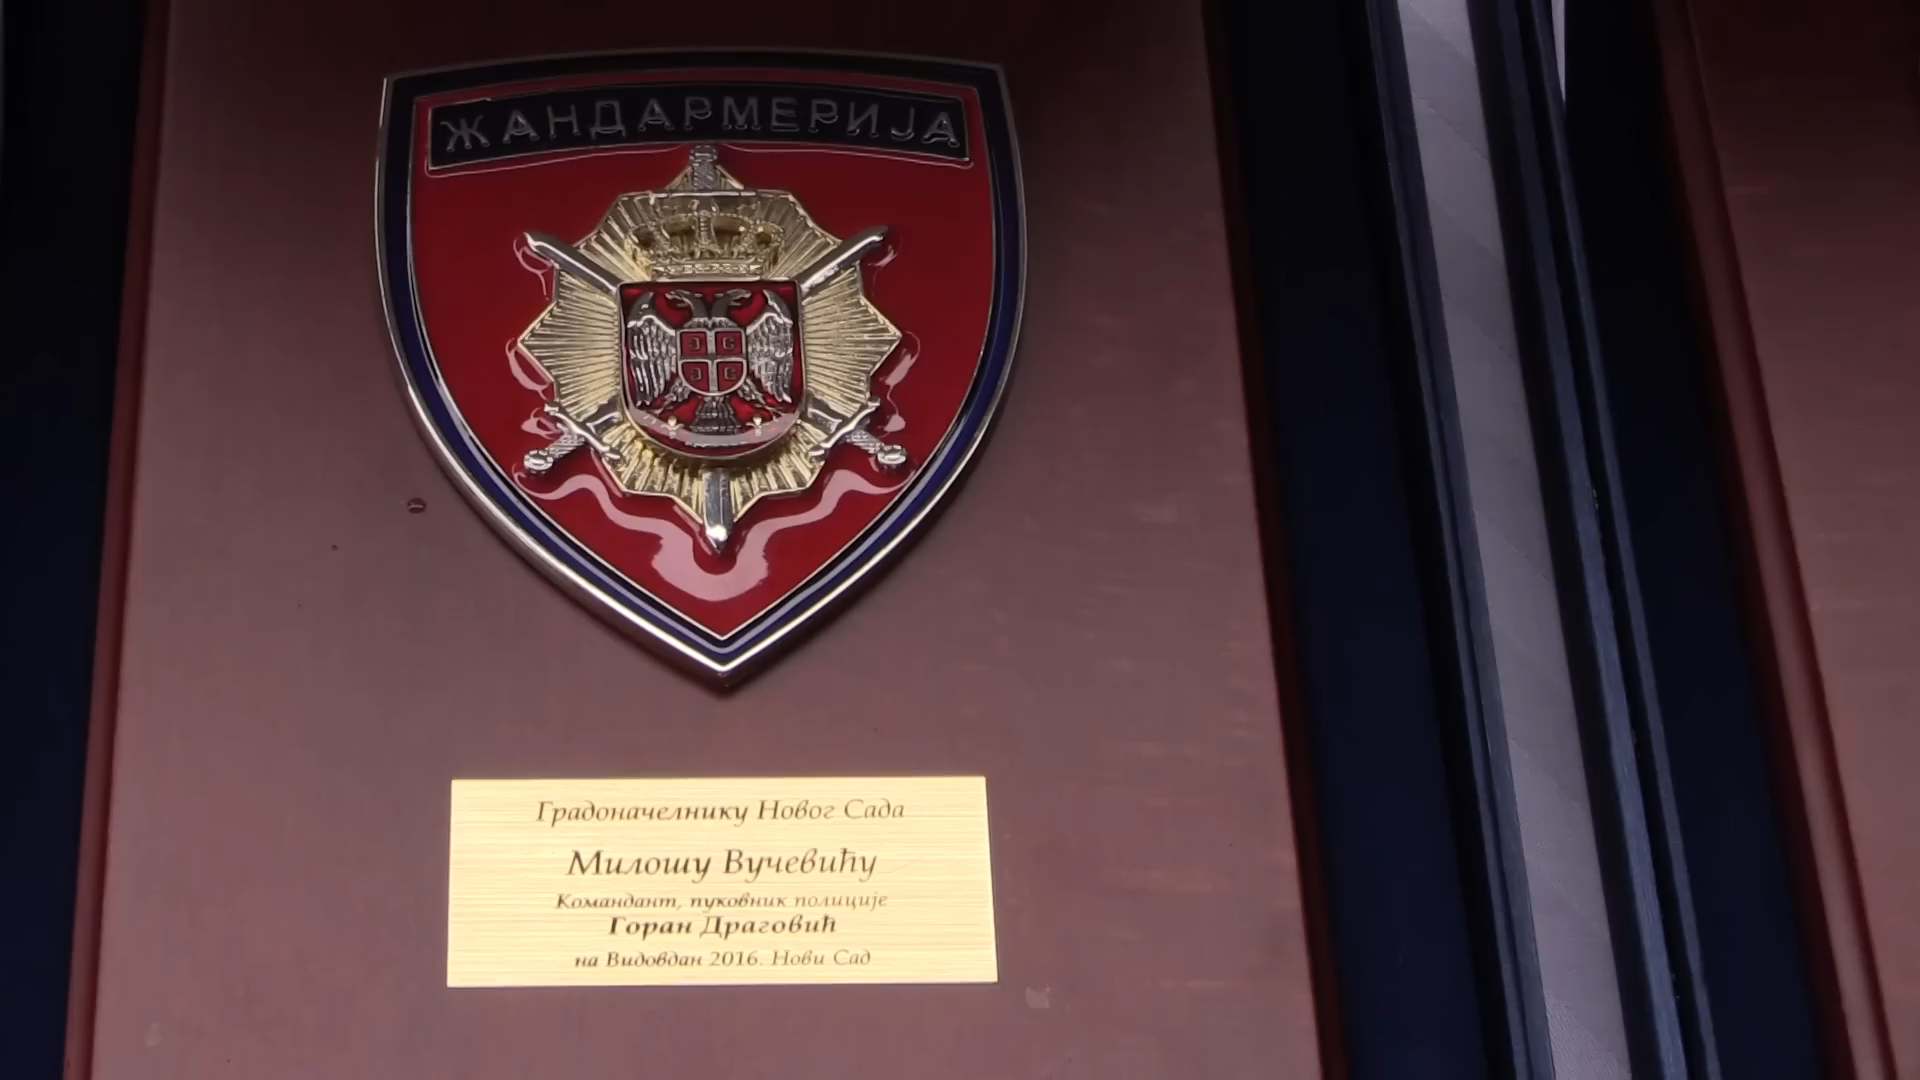 ЖАНДАРМЕРИЈА
Градоначелнику Новог Сада
Милошу Вучевићу
Командант, пуковник полиције
Горан Драговић
на Видовдан 2016. Нови Сад